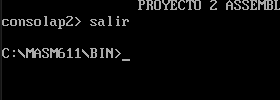 PROYECTO 2 ASSEMBL
consolap2> salir
C:\MASM611\BIN>_